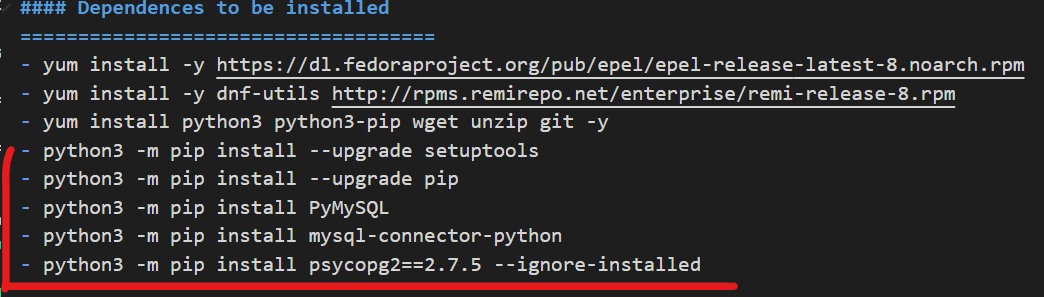 #### Dependences to be installed
====================================
- yum install -y https://dl.fedoraproject.org/pub/epel/epel-release-latest-8.noarch.rpm
- yum install -y dnf-utils http://rpms.remirepo.net/enterprise/remi-release-8.rpm
- yum install python3 python3-pip wget unzip git -y
- python3 -m pip install --upgrade setuptools
- python3 -m pip install --upgrade pip
- python3 -m pip install PyMySQL
- python3 -m pip install mysql-connector-python
- python3 -m pip install psycopg2==2.7.5 --ignore-installed